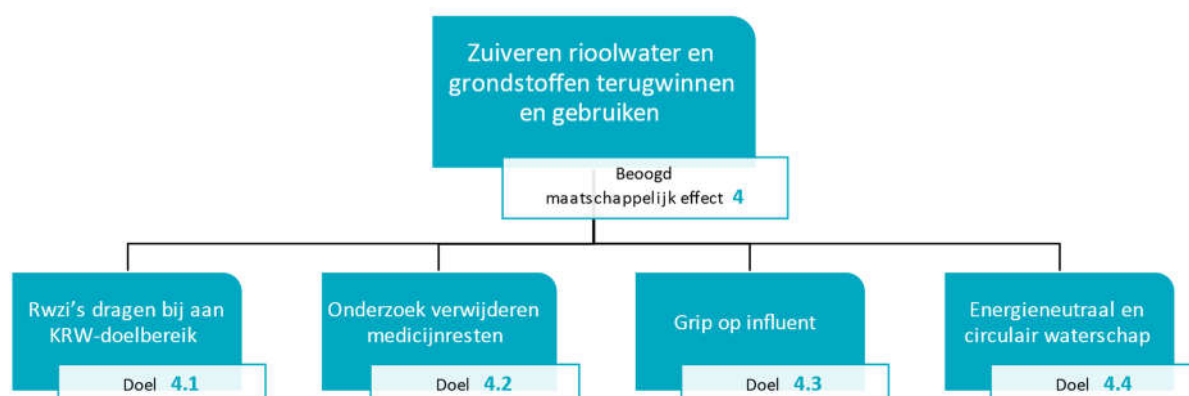 Zuiveren rioolwater en
grondstoffen terugwinnen
en gebruiken
Beoogd
maatschappelijk effect 4
Rwzi's dragen bij aan
KRW-doelbereik
Doel 4.1
Onderzoek verwijderen
medicijnresten
Doel 4.2
Grip op influent
Doel 4.3
Energieneutraal en
circulair waterschap
Doel 4.4